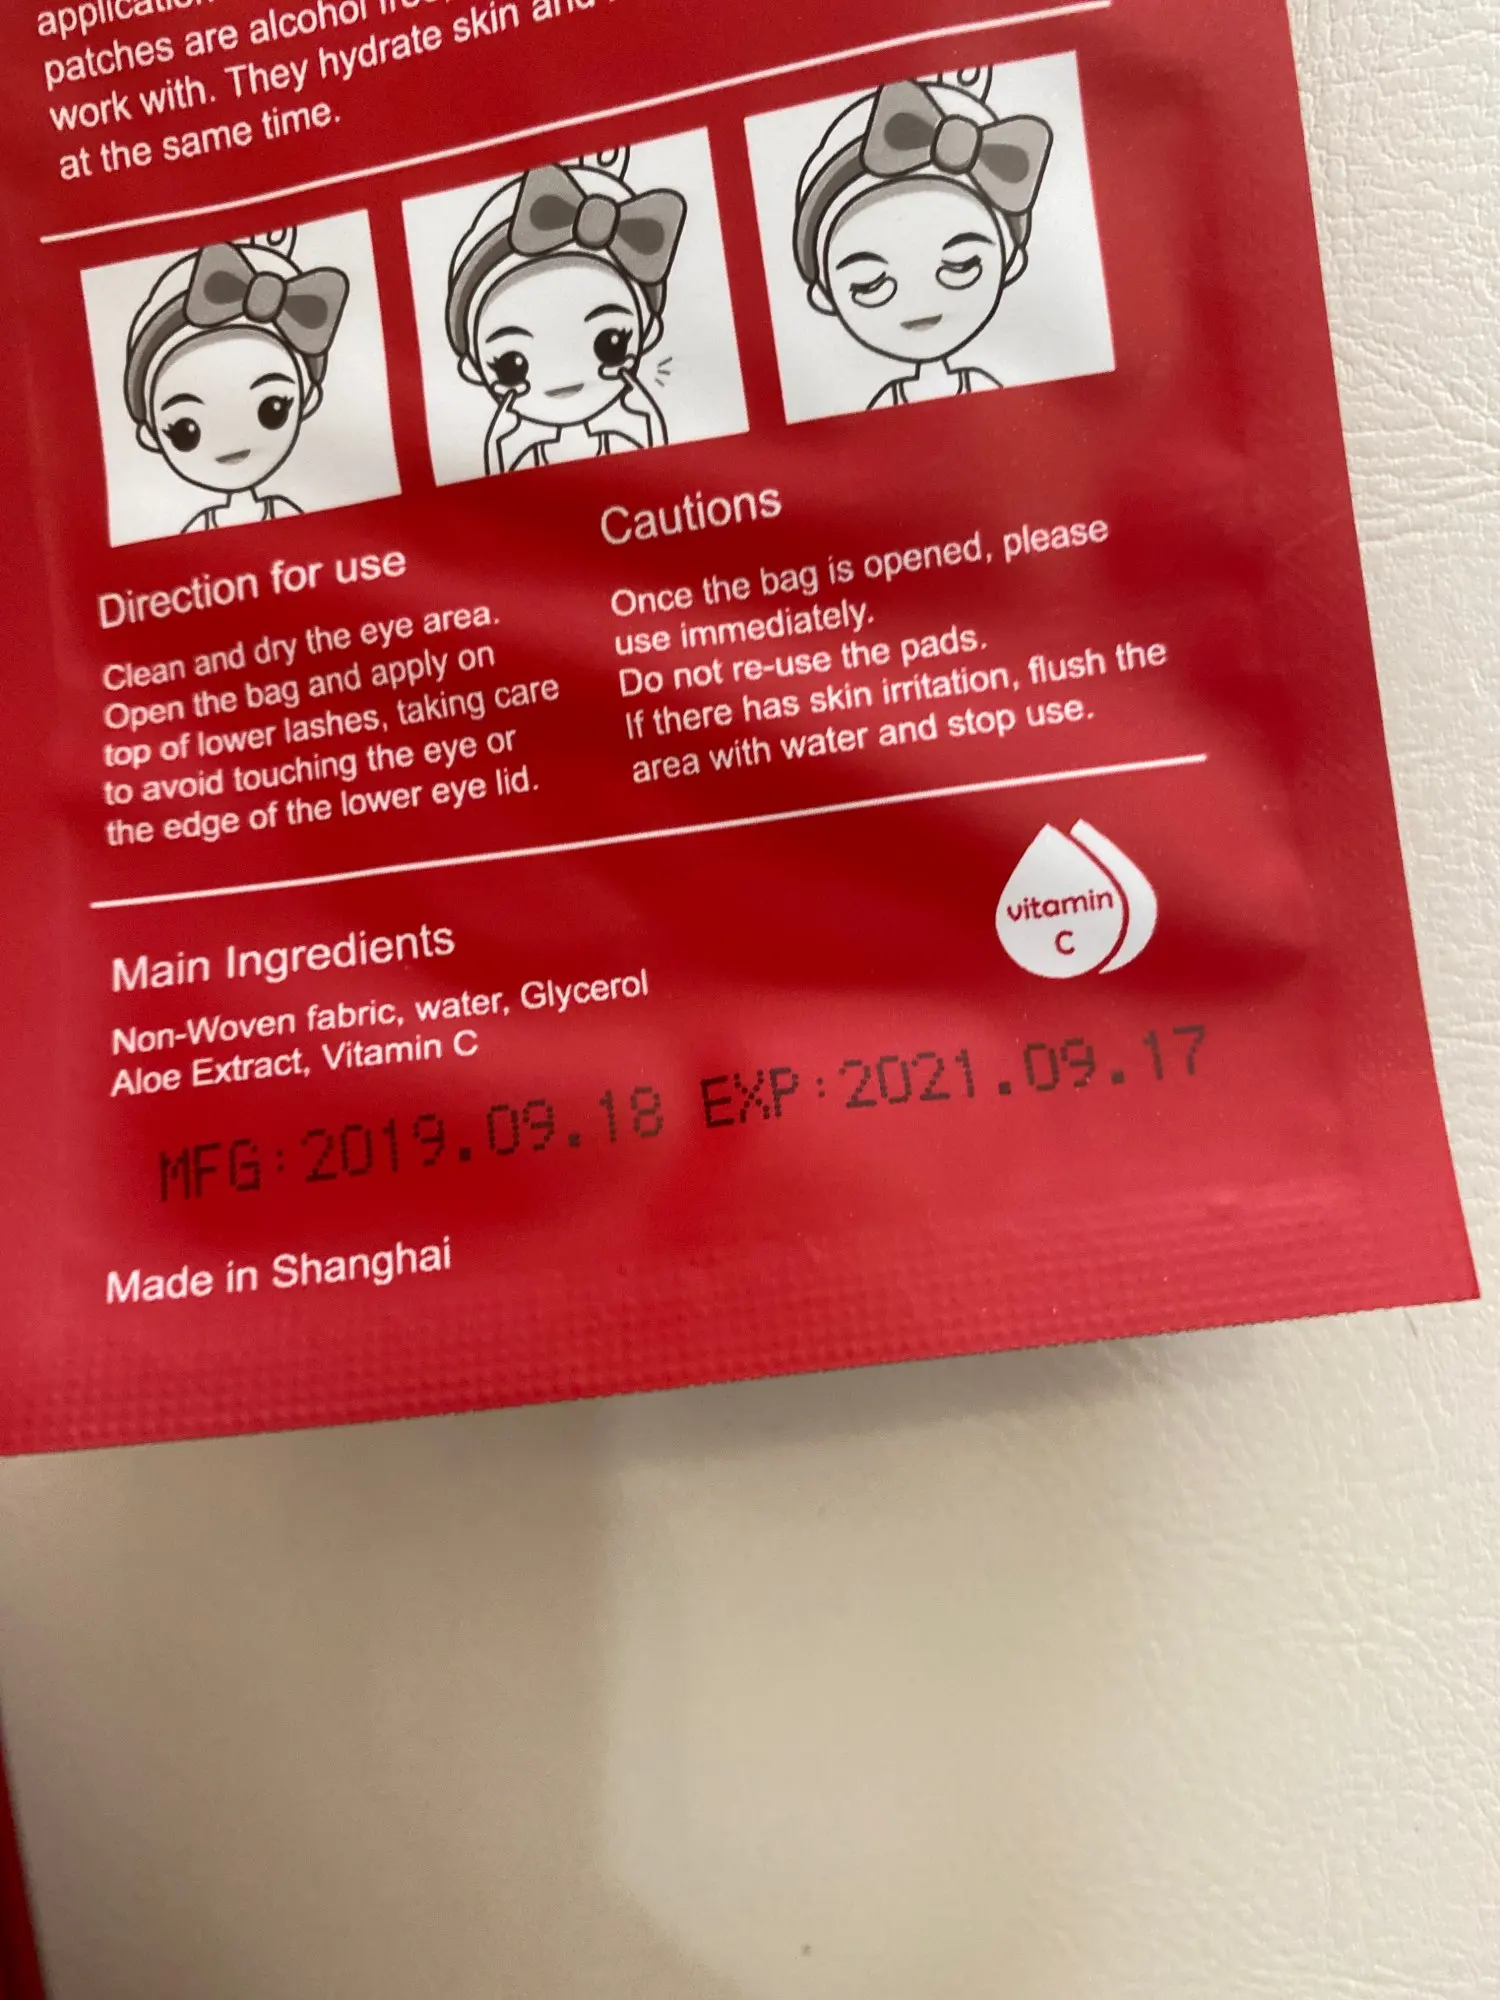 patches are alcohol
work with. They hydrate skin and
at the same time.
Direction for use
Clean and dry the eye area.
Open the bag and apply on
top of lower lashes, taking care
to avoid touching the eye or
the edge of the lower eye lid.
Cautions
Once the bag is opened, please
use immediately.
Do not re-use the pads.
If there has skin irritation, flush the
area with water and stop use.
Main Ingredients
Non-Woven fabric, water, Glycerol
Aloe Extract, Vitamin C
vitamin
C
MFG:2019.09.18 EXP:2021.09.17
Made in Shanghai